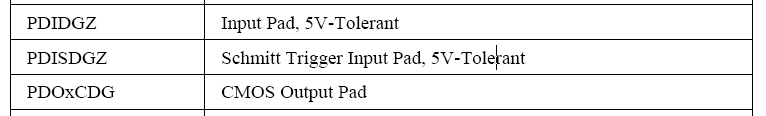 PDIDGZ Input Pad, 5V-Tolerant
PDISDGZ Schmitt Trigger Input Pad, 5V-Tolerant
PDOxCDG CMOS Output Pad